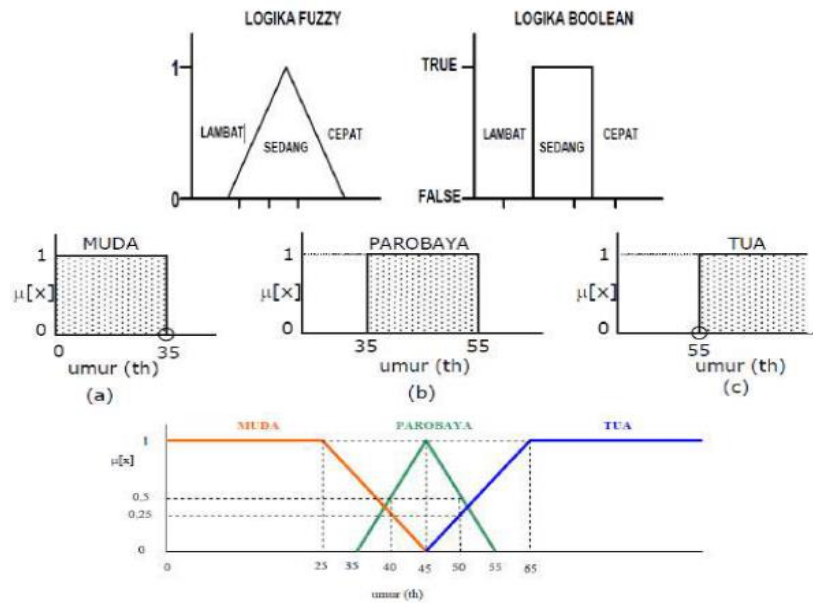 LOGIKA FUZZY
LOGIKA BOOLEAN
1
LAMBAT
SEDANG
CEPAT
0
TRUE
LAMBAT
SEDANG
CEPAT
FALSE
MUDA
1
μ[x]
0
0
35
umur (th)
(a)
PAROBAYA
1
μ[x]
0
35
55
umur (th)
(b)
TUA
1
μ[x]
0
55
umur (th)
(c)
MUDA
PAROBAYA
TUA
1
μ[x]
0.5
0.25
0
0 25 35 40 45 50 55 65
umur (th)